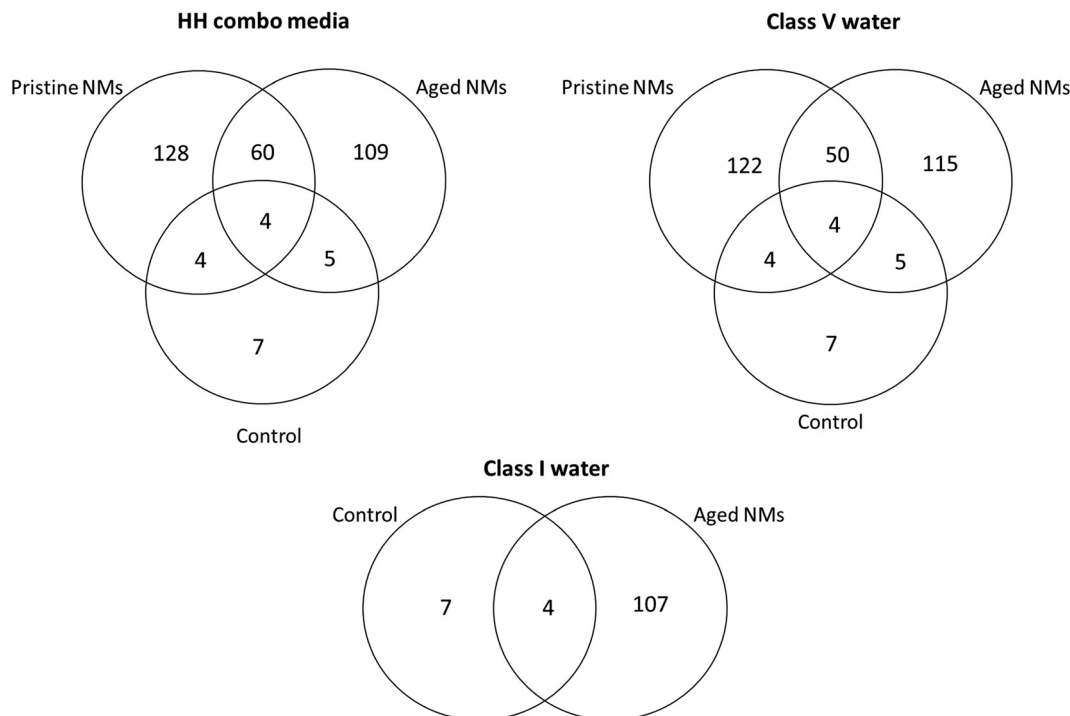 HH combo media
Class V water
Pristine NMs
Aged NMs
128
60
109
4
4
5
7
Control
Pristine NMs
Aged NMs
122
50
115
4
4
5
7
Control
Class I water
Control
Aged NMs
7
4
107